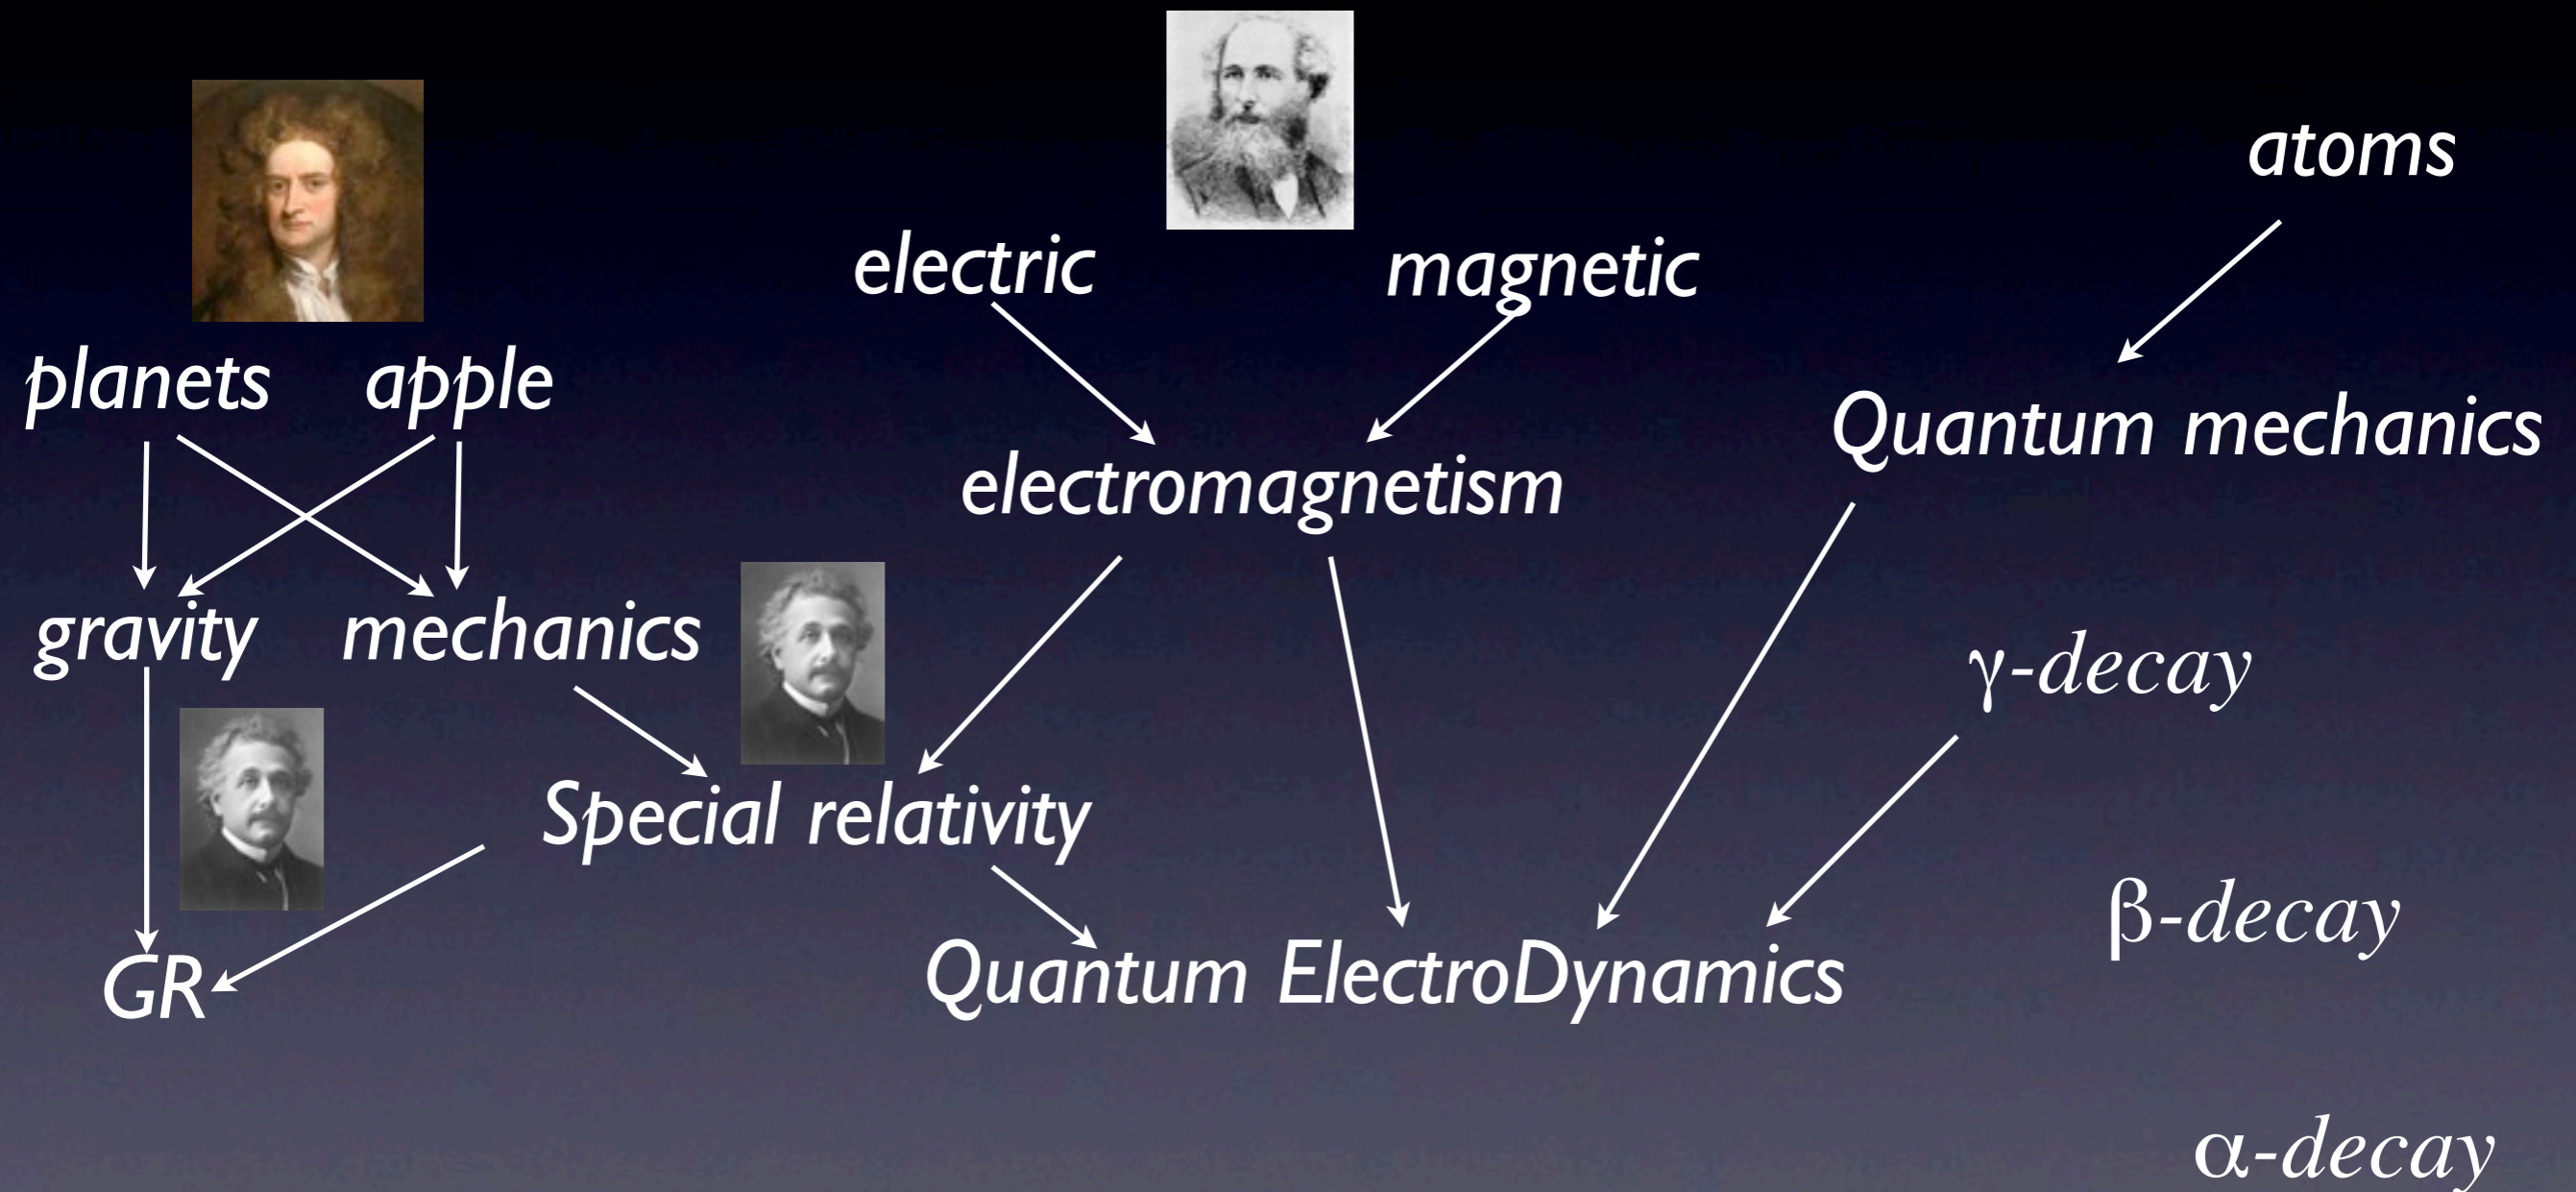 atoms
electric
magnetic
planets
apple
Quantum mechanics
electromagnetism
gravity
mechanics
γ-decay
Special relativity
β-decay
GR
Quantum ElectroDynamics
α-decay